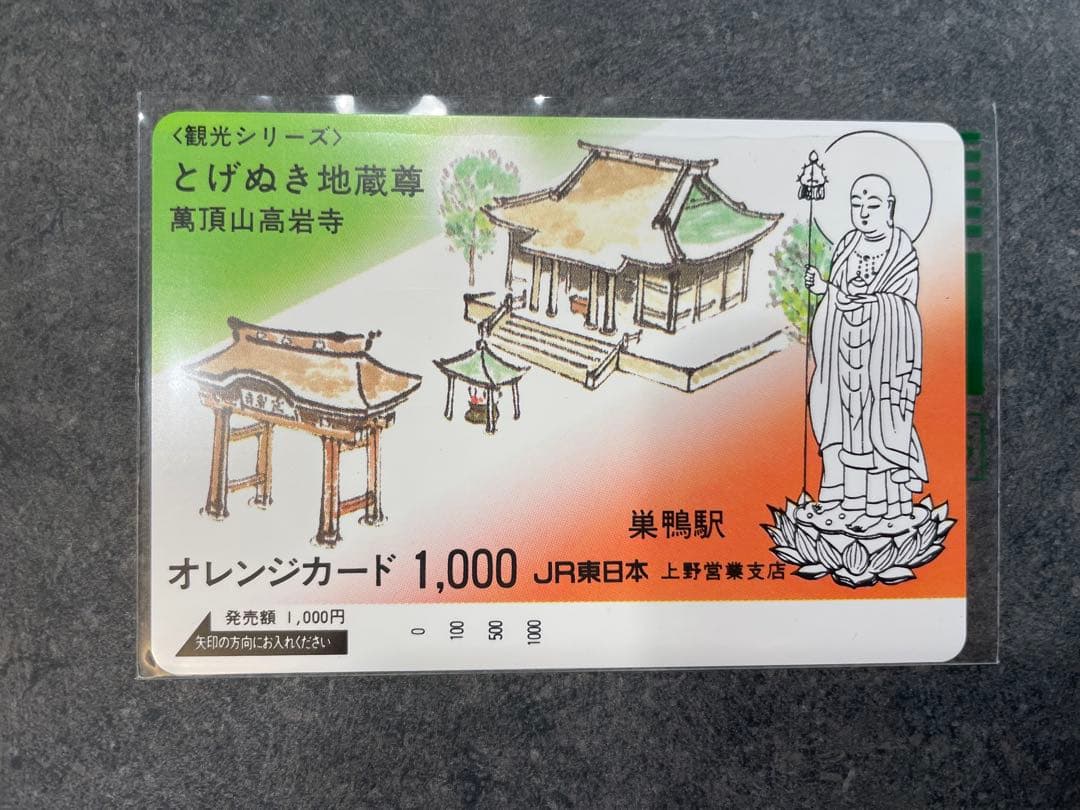 〈観光シリーズ〉
とげぬき地蔵尊
萬頂山高岩寺
巣鴨駅
オレンジカード 1,000 JR東日本 上野営業支店
発売額 1,000円
矢印の方向にお入れください
0 100 500 1000